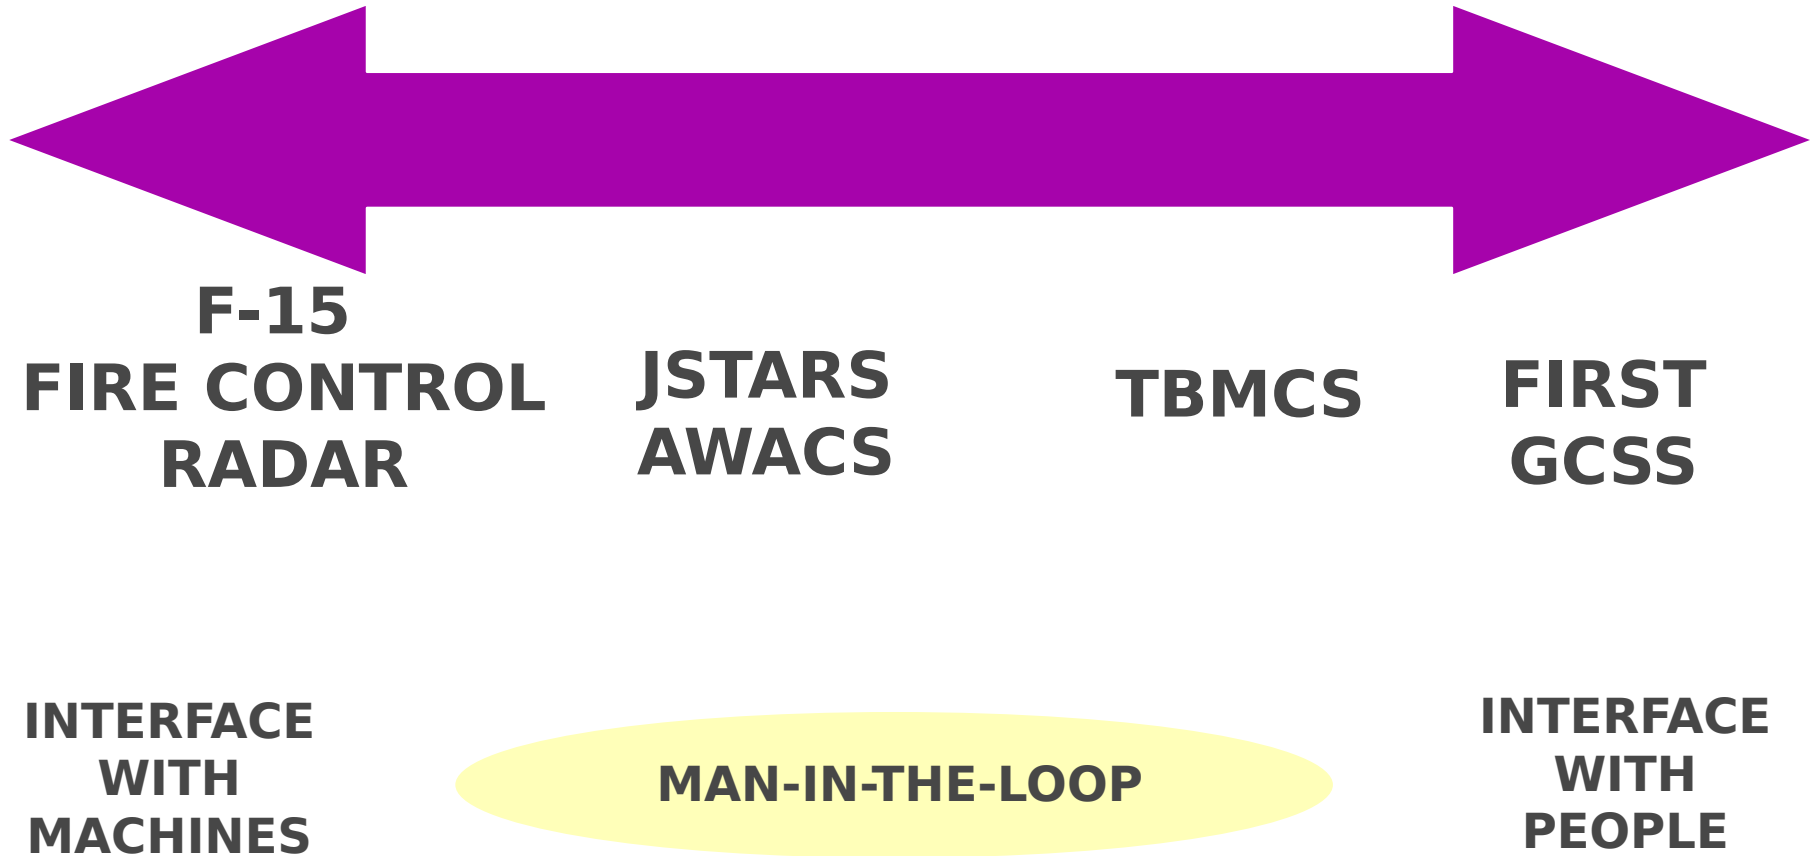 F-15
FIRE CONTROL
RADAR
JSTARS
AWACS
TBMCS
FIRST
GCSS
INTERFACE
WITH
MACHINES
MAN-IN-THE-LOOP
INTERFACE
WITH
PEOPLE